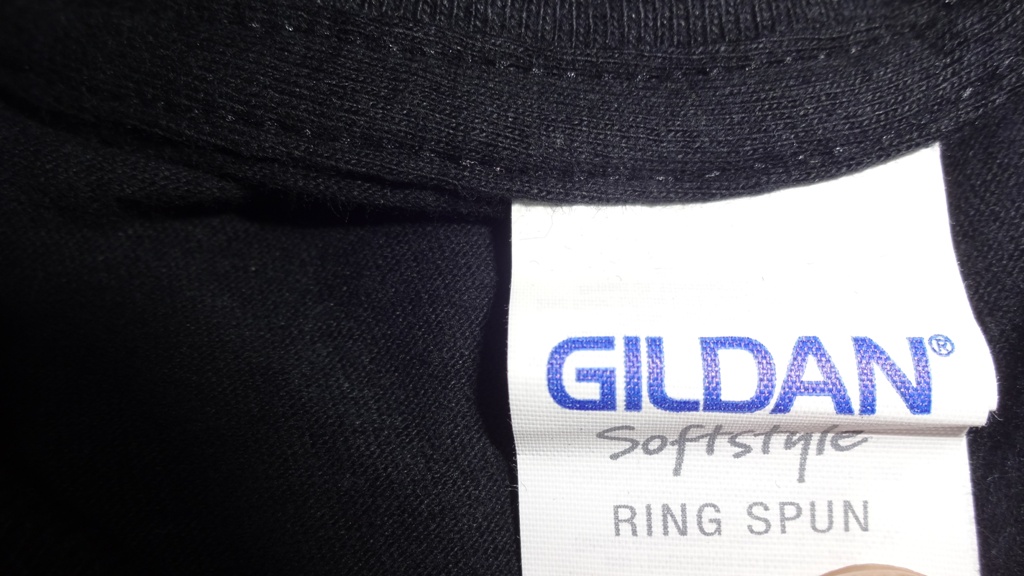 GILDAN®
Softstyle
RING SPUN